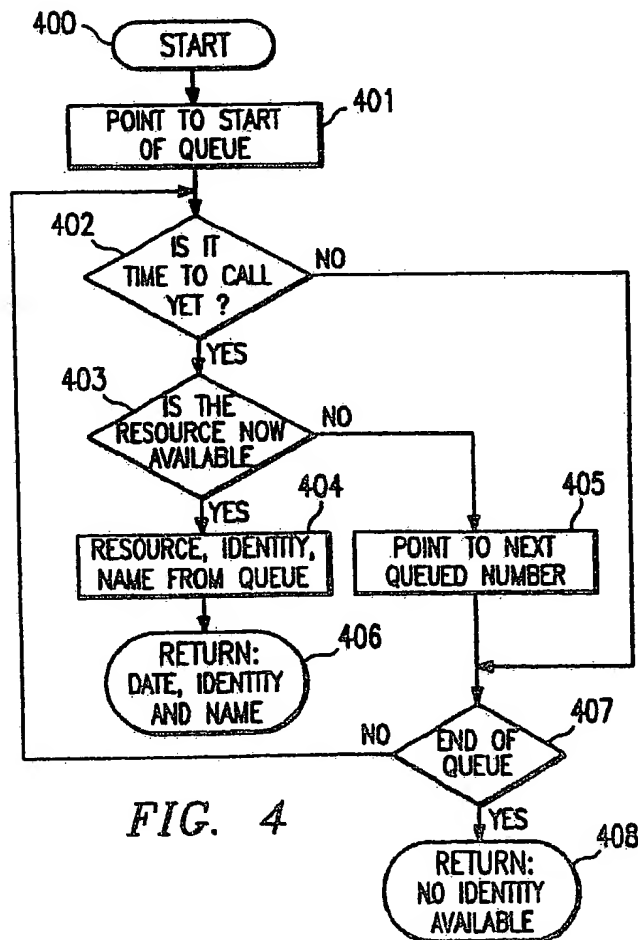 400
START
401
POINT TO START
OF QUEUE
402
IS IT
TIME TO CALL
YET ?
NO
YES
403
IS THE
RESOURCE NOW
AVAILABLE
NO
YES
404
RESOURCE, IDENTITY,
NAME FROM QUEUE
405
POINT TO NEXT
QUEUED NUMBER
RETURN:
DATE, IDENTITY
AND NAME
406
407
END OF
QUEUE
NO
YES
FIG. 4
RETURN:
NO IDENTITY
AVAILABLE
408